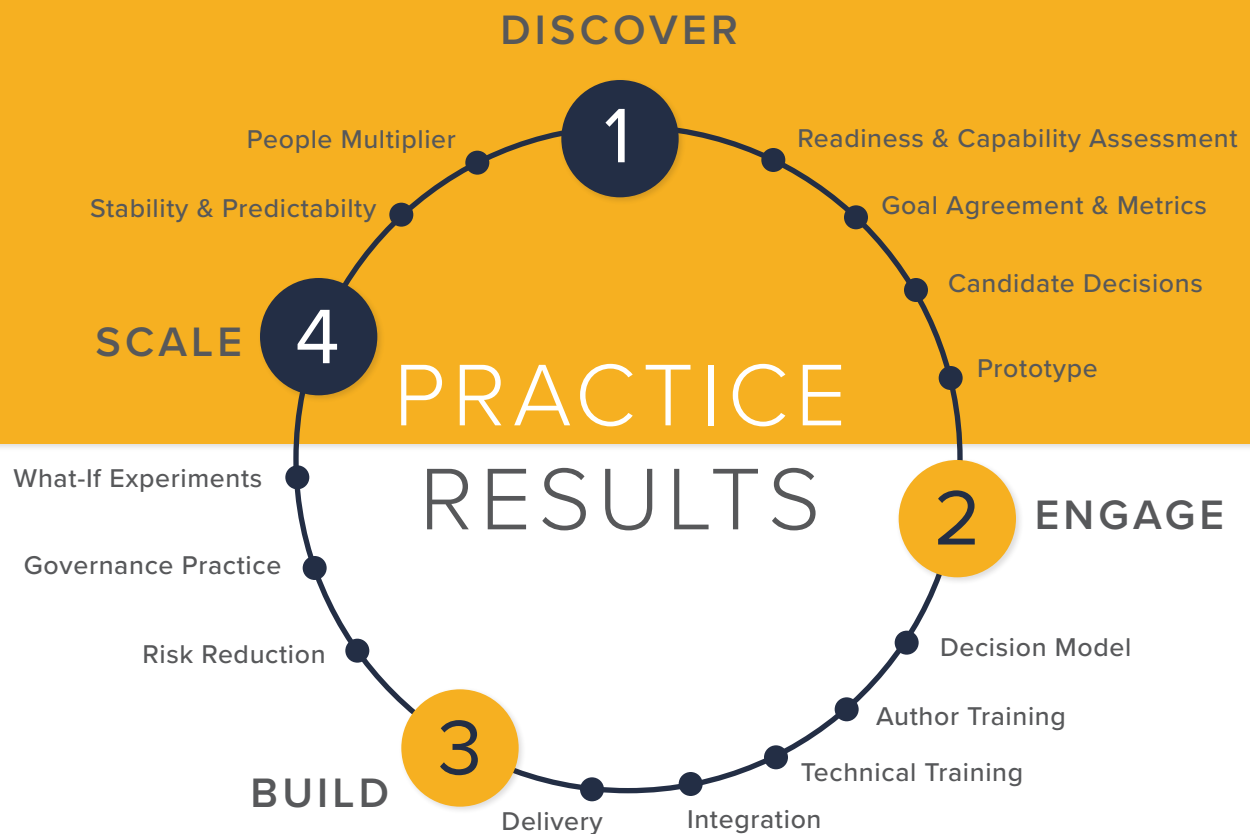 DISCOVER
1
People Multiplier
Readiness & Capability Assessment
Stability & Predictabilty
Goal Agreement & Metrics
Candidate Decisions
4
SCALE
PRACTICE
Prototype
What-If Experiments
RESULTS
2
ENGAGE
Governance Practice
Risk Reduction
Decision Model
Author Training
3
Technical Training
BUILD
Delivery
Integration